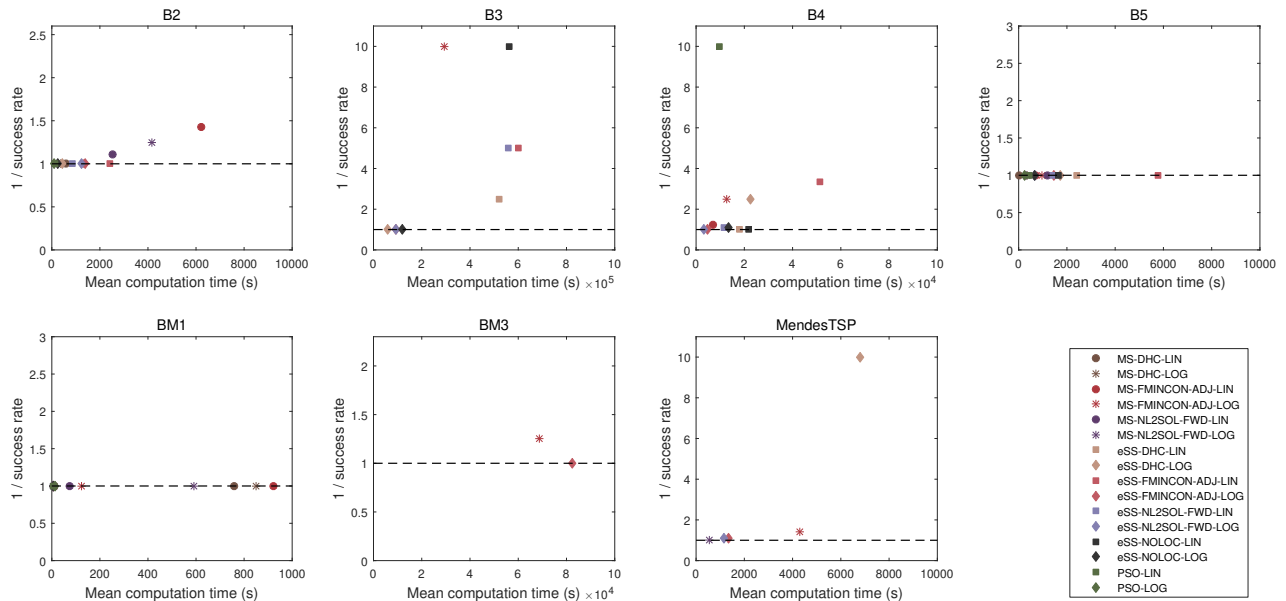 B2
2.5
2
1.5
1
0.5
0
1 / success rate
0 2000 4000 6000 8000 10000
Mean computation time (s)
B3
10
8
6
4
2
0
1 / success rate
0 2 4 6 8 10
Mean computation time (s) ×10^5
B4
10
8
6
4
2
0
1 / success rate
0 2 4 6 8 10
Mean computation time (s) ×10^4
B5
3
2.5
2
1.5
1
0.5
0
1 / success rate
0 2000 4000 6000 8000 10000
Mean computation time (s)
BM1
3
2.5
2
1.5
1
0.5
0
1 / success rate
0 200 400 600 800 1000
Mean computation time (s)
BM3
2
1.5
1
0.5
0
1 / success rate
0 2 4 6 8 10
Mean computation time (s) ×10^4
MendesTSP
10
8
6
4
2
0
1 / success rate
0 2000 4000 6000 8000 10000
Mean computation time (s)
MS-DHC-LIN
MS-DHC-LOG
MS-FMINCON-ADJ-LIN
MS-FMINCON-ADJ-LOG
MS-NL2SOL-FWD-LIN
MS-NL2SOL-FWD-LOG
eSS-DHC-LIN
eSS-DHC-LOG
eSS-FMINCON-ADJ-LIN
eSS-FMINCON-ADJ-LOG
eSS-NL2SOL-FWD-LIN
eSS-NL2SOL-FWD-LOG
eSS-NOLOC-LIN
eSS-NOLOC-LOG
PSO-LIN
PSO-LOG